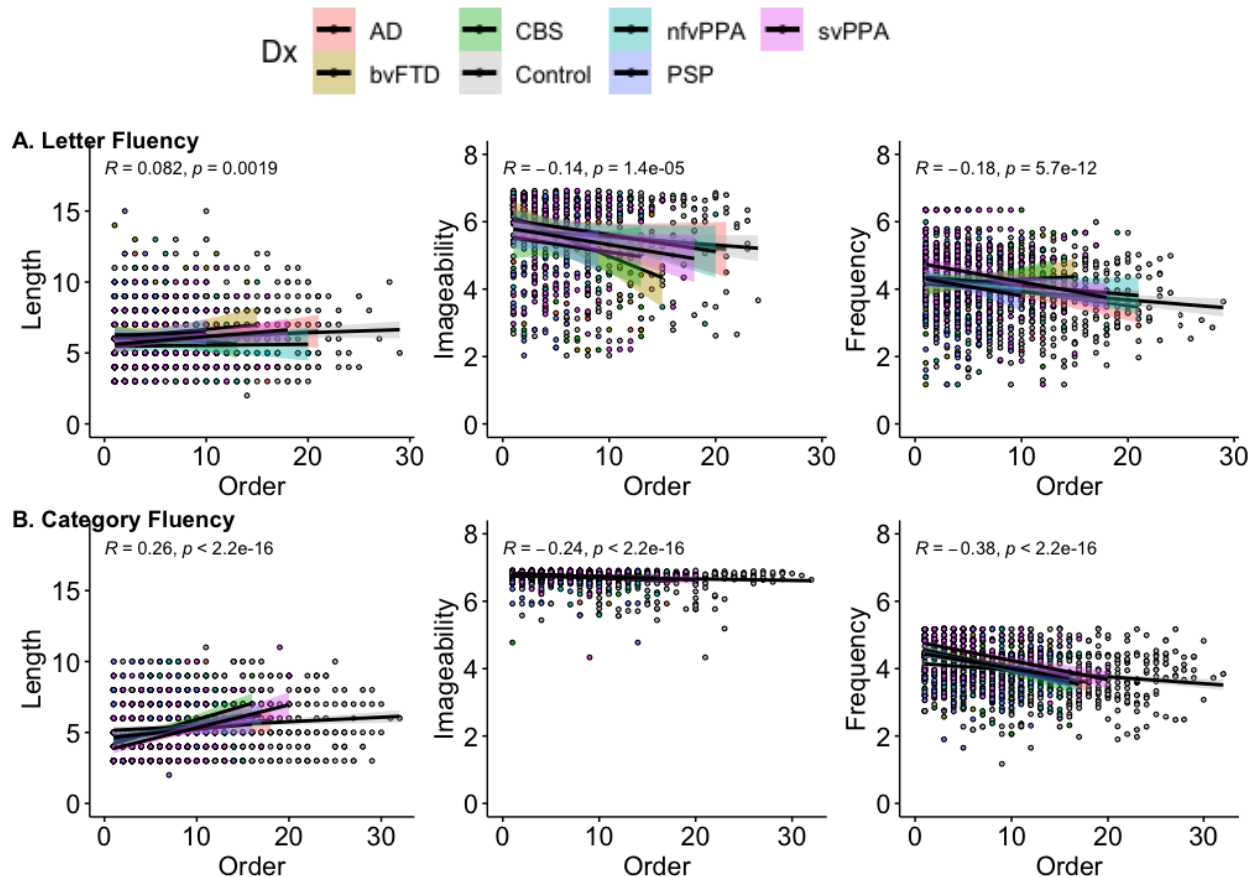 Dx
AD
CBS
nfvPPA
svPPA
bvFTD
Control
PSP
A. Letter Fluency
R = 0.082, p = 0.0019
Length
15
10
5
0
0 10 20 30
Order
R = −0.14, p = 1.4e-05
Imageability
8
6
4
2
0
0 10 20 30
Order
R = −0.18, p = 5.7e-12
Frequency
8
6
4
2
0
0 10 20 30
Order
B. Category Fluency
R = 0.26, p < 2.2e-16
Length
15
10
5
0
0 10 20 30
Order
R = −0.24, p < 2.2e-16
Imageability
8
6
4
2
0
0 10 20 30
Order
R = −0.38, p < 2.2e-16
Frequency
8
6
4
2
0
0 10 20 30
Order